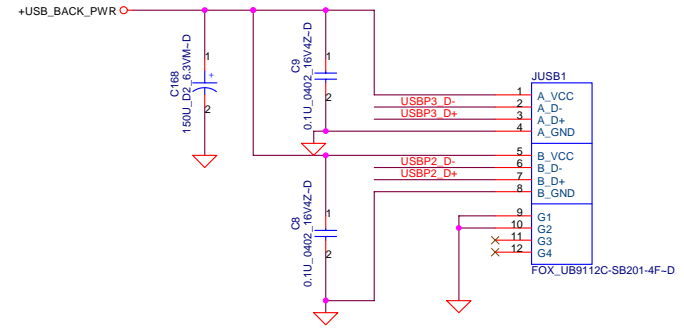 +USB_BACK_PWR
1
C168
150U_D2_6.3VM~D
+
2
1
C9
0.1U_0402_16V4Z~D
2
JUSB1
1 A_VCC
USBP3_D- 2 A_D-
USBP3_D+ 3 A_D+
4 A_GND
5 B_VCC
USBP2_D- 6 B_D-
USBP2_D+ 7 B_D+
8 B_GND
1
C8
0.1U_0402_16V4Z~D
2
9 G1
10 G2
11 G3
12 G4
FOX_UB9112C-SB201-4F~D